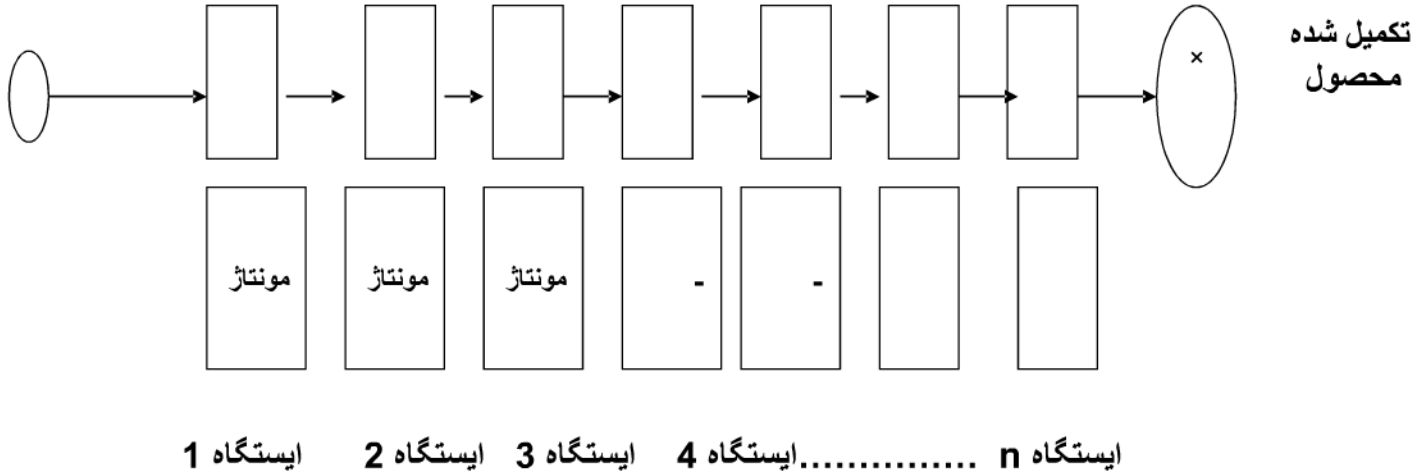 تکمیل شده
محصول
×
مونتاژ مونتاژ مونتاژ - -
ایستگاه 1 ایستگاه 2 ایستگاه 3 ایستگاه 4............... ایستگاه n